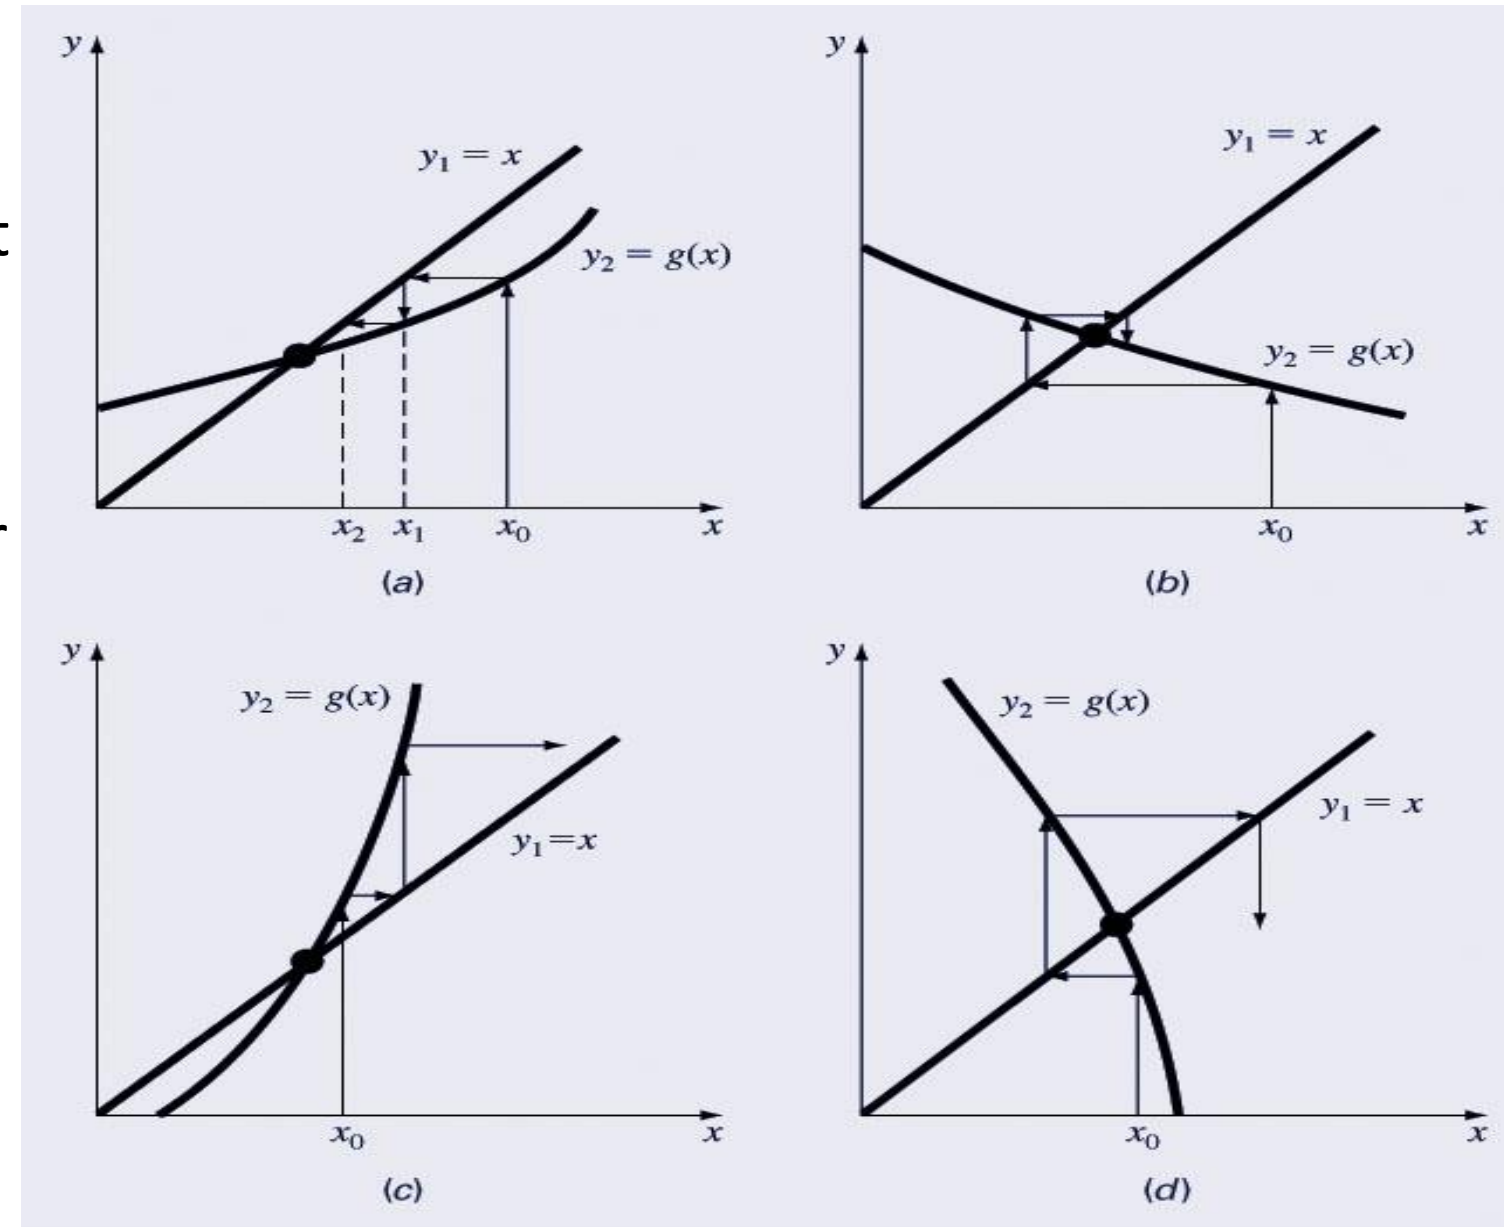 t
r
y
y₁ = x
y₂ = g(x)
x₂ x₁ x₀ x
(a)
y
y₁ = x
y₂ = g(x)
x₀ x
(b)
y
y₂ = g(x)
y₁=x
x₀ x
(c)
y
y₂ = g(x)
y₁ = x
x₀ x
(d)